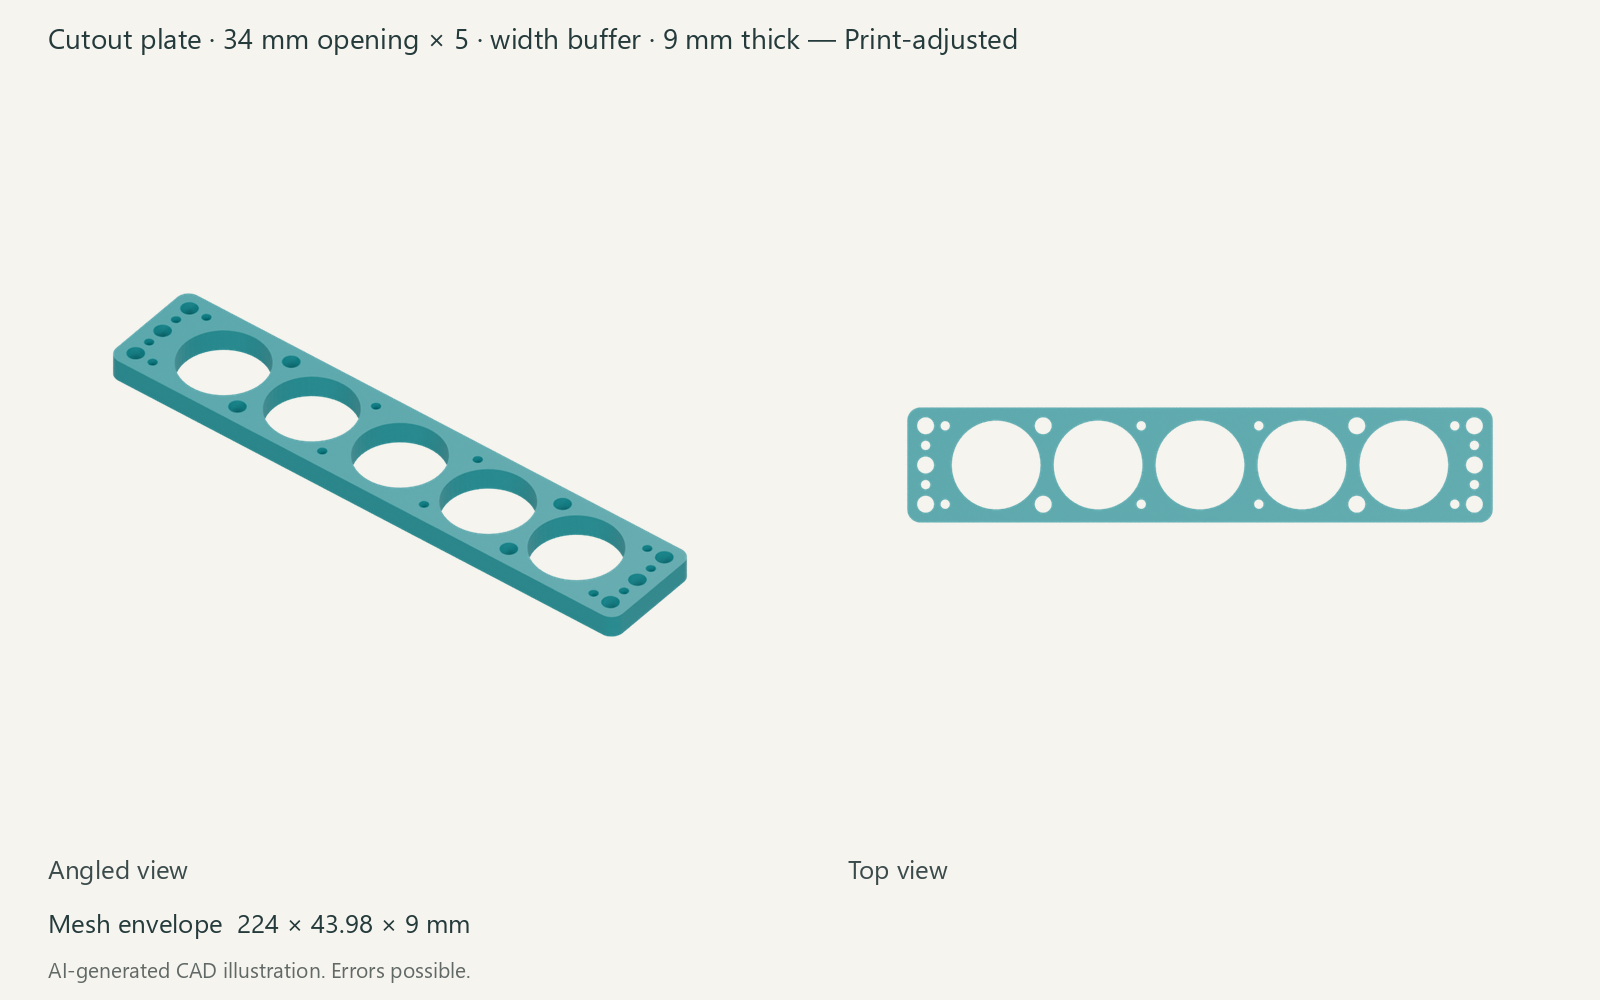 Cutout plate · 34 mm opening × 5 · width buffer · 9 mm thick — Print-adjusted
Angled view
Top view
Mesh envelope  224 × 43.98 × 9 mm
AI-generated CAD illustration. Errors possible.